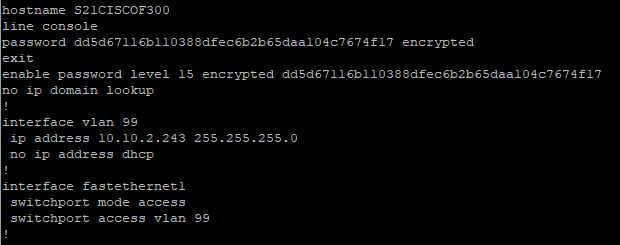 hostname S21CISCOF300
line console
password dd5d67116b110388dfec6b2b65daa104c7674f17 encrypted
exit
enable password level 15 encrypted dd5d67116b110388dfec6b2b65daa104c7674f17
no ip domain lookup
!
interface vlan 99
 ip address 10.10.2.243 255.255.255.0
 no ip address dhcp
!
interface fastethernet1
 switchport mode access
 switchport access vlan 99
!